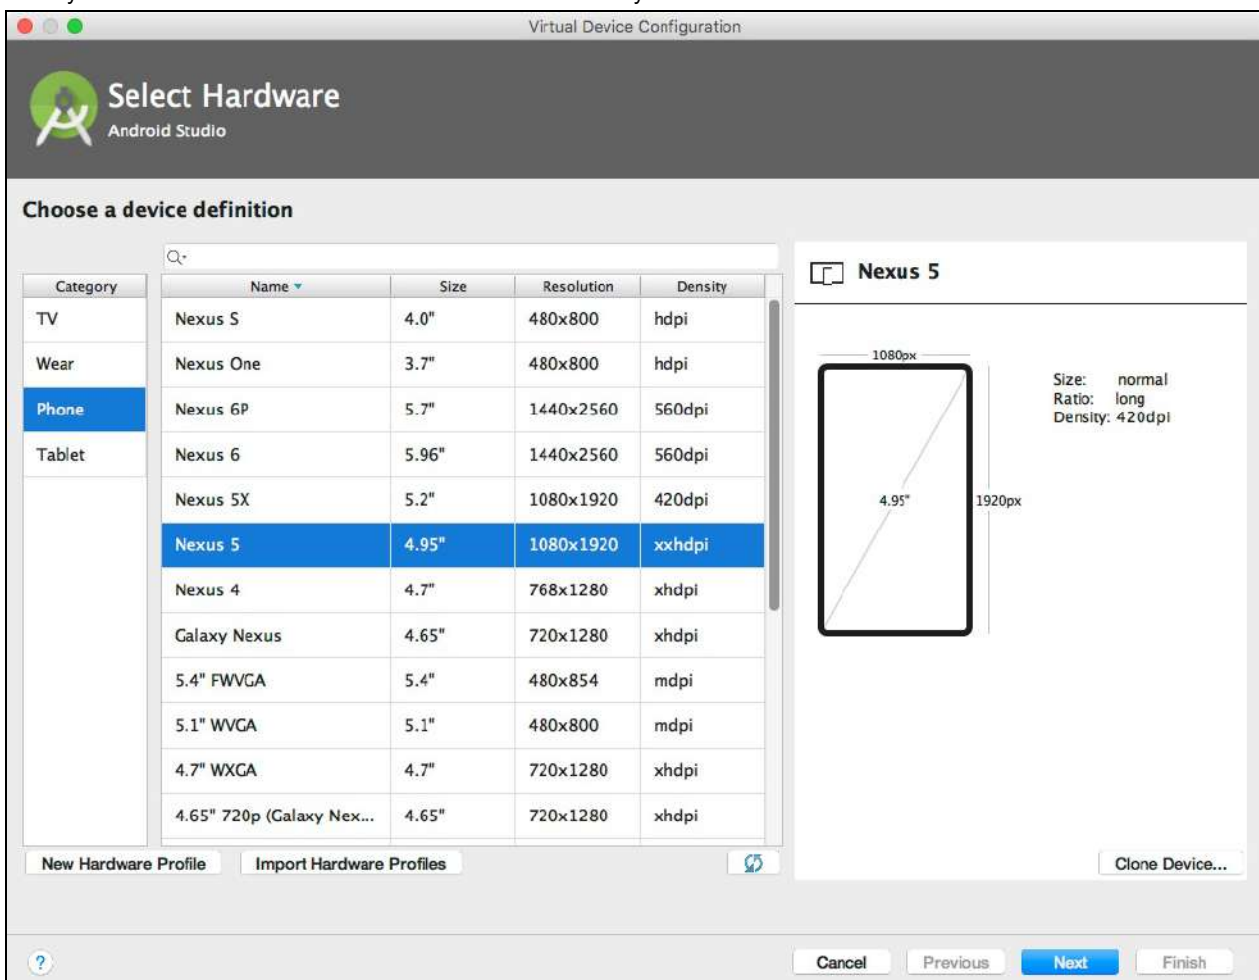 Virtual Device Configuration
Select Hardware
Android Studio
Choose a device definition
Category
Name Size Resolution Density
TV
Wear
Phone
Tablet
Nexus S 4.0" 480x800 hdpi
Nexus One 3.7" 480x800 hdpi
Nexus 6P 5.7" 1440x2560 560dpi
Nexus 6 5.96" 1440x2560 560dpi
Nexus 5X 5.2" 1080x1920 420dpi
Nexus 5 4.95" 1080x1920 xxhdpi
Nexus 4 4.7" 768x1280 xhdpi
Galaxy Nexus 4.65" 720x1280 xhdpi
5.4" FWVGA 5.4" 480x854 mdpi
5.1" WVGA 5.1" 480x800 mdpi
4.7" WXGA 4.7" 720x1280 xhdpi
4.65" 720p (Galaxy Nex... 4.65" 720x1280 xhdpi
New Hardware Profile Import Hardware Profiles
Nexus 5
1080px
4.95"
1920px
Size: normal
Ratio: long
Density: 420dpi
Clone Device...
?
Cancel Previous Next Finish